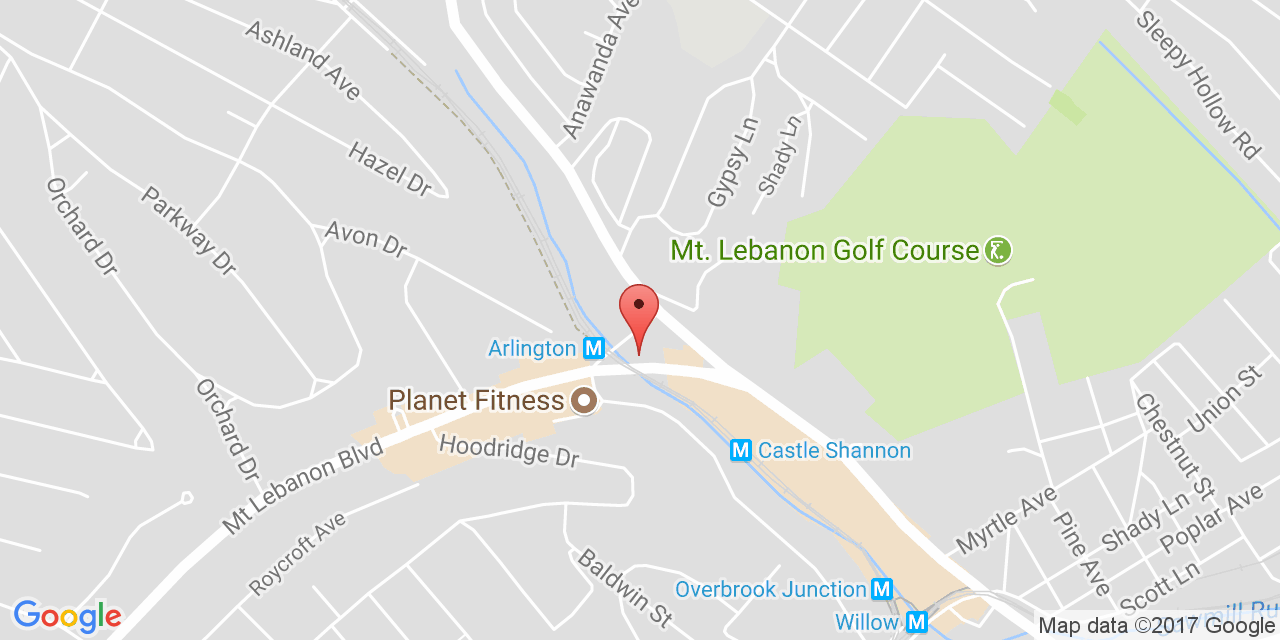 Ashland Ave
Anawanda Ave
Sleepy Hollow Rd
Hazel Dr
Gypsy Ln
Shady Ln
Orchard Dr
Parkway Dr
Avon Dr
Mt. Lebanon Golf Course
Arlington M
Planet Fitness
Orchard Dr
Hoodridge Dr
Mt Lebanon Blvd
M Castle Shannon
Union St
Chestnut St
Myrtle Ave
Shady Ln
Poplar Ave
Pine Ave
Scott Ln
Roycroft Ave
Baldwin St
Overbrook Junction M
Willow M
Google
Map data ©2017 Google